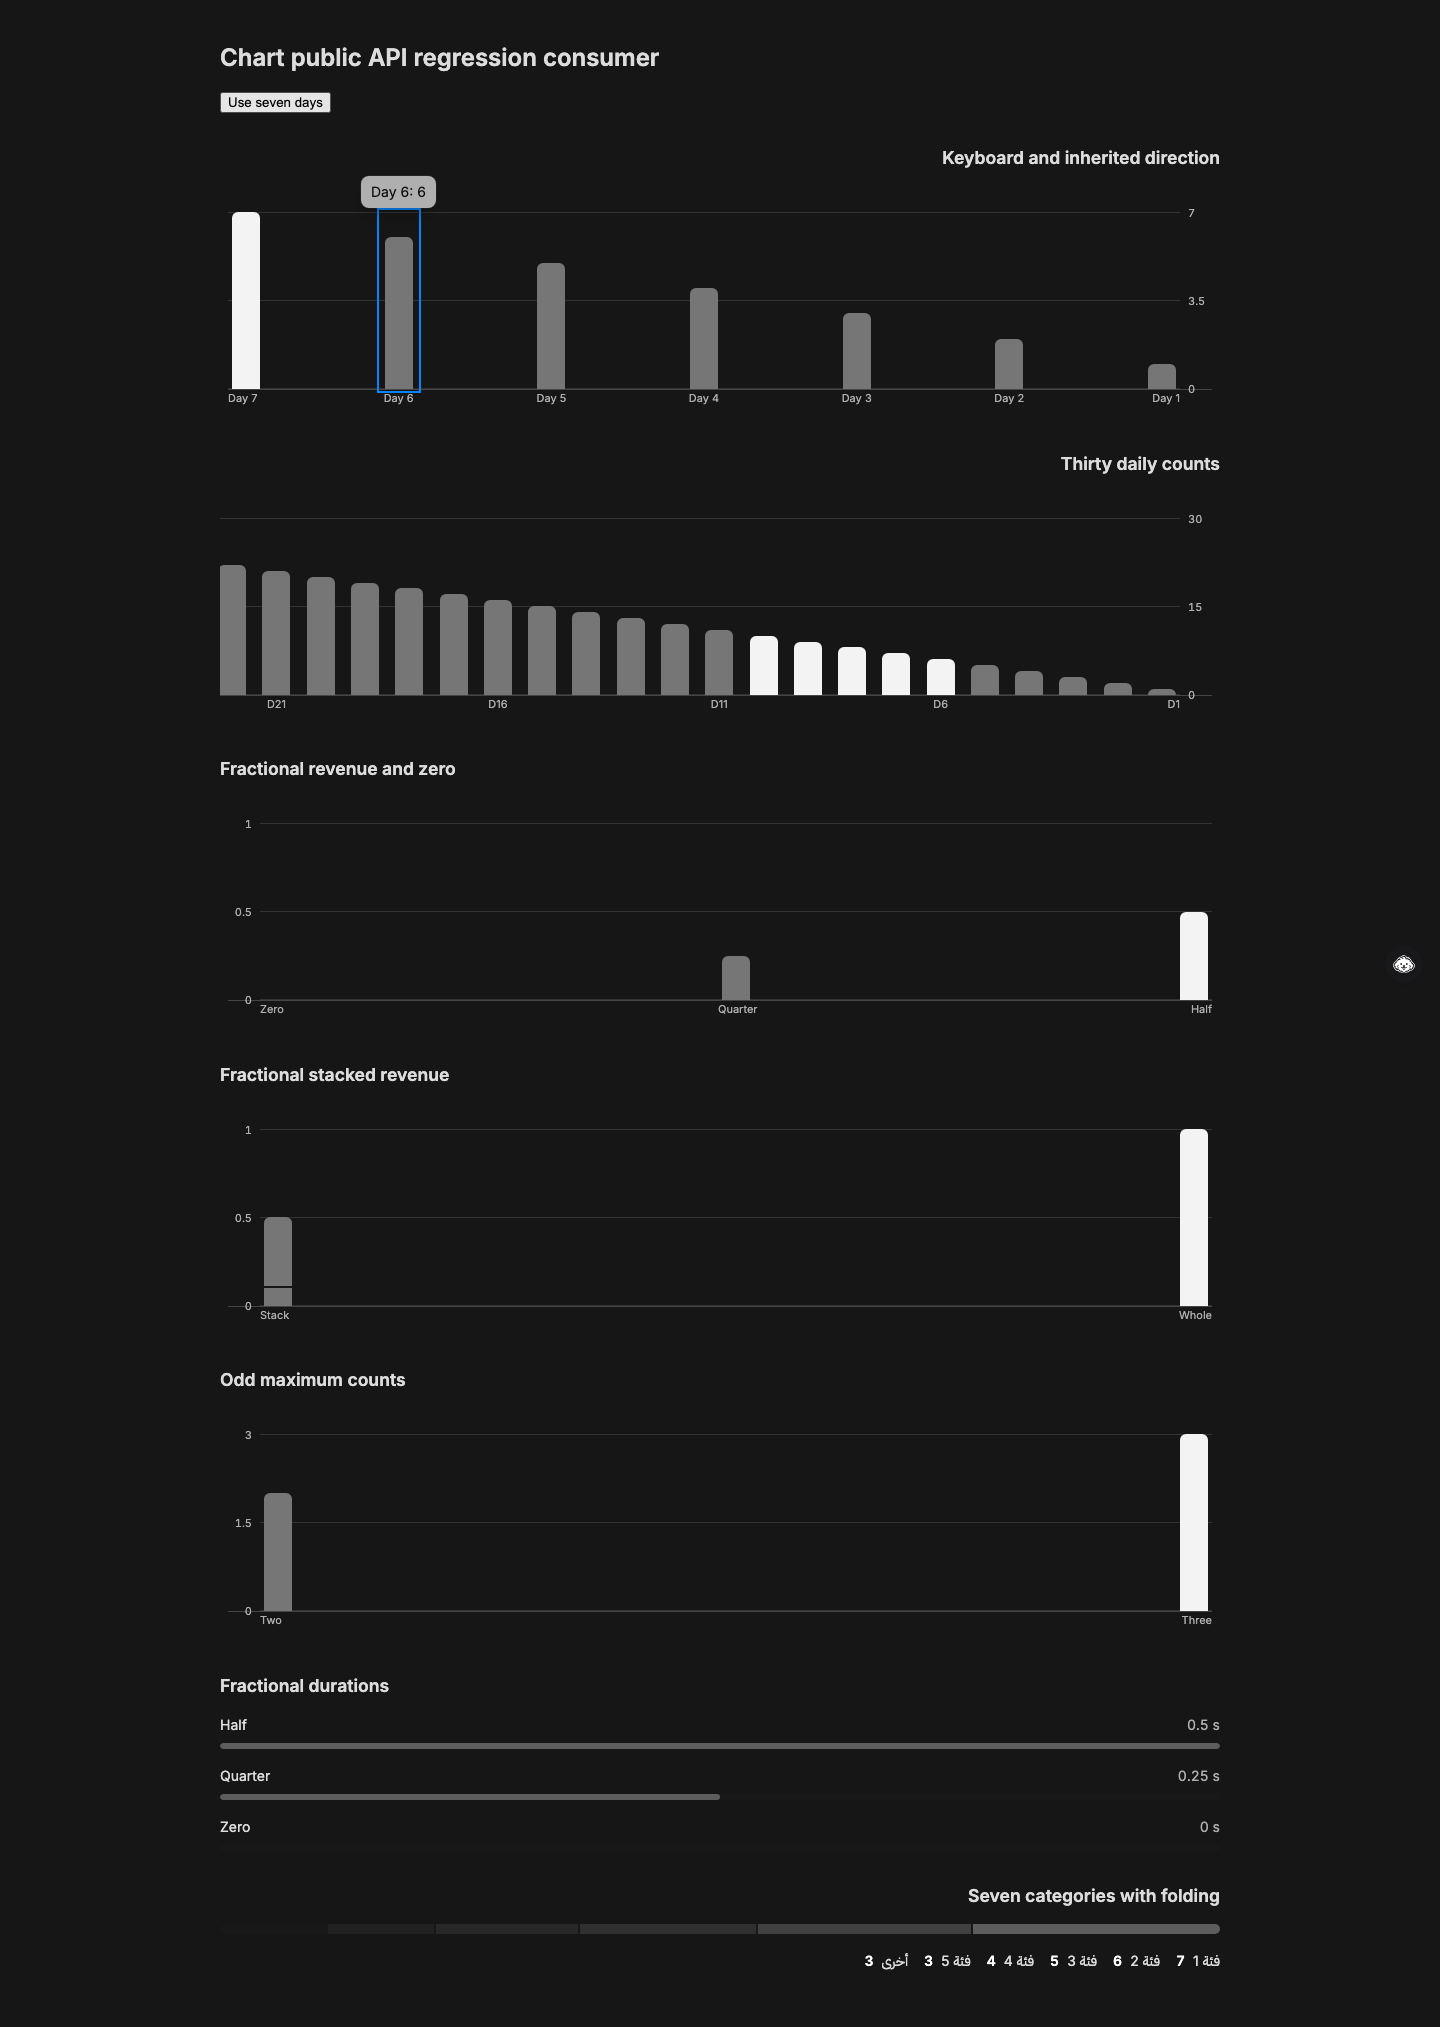 Chart public API regression consumer
Use seven days
Keyboard and inherited direction
Day 6: 6
7
3.5
0
Day 7 Day 6 Day 5 Day 4 Day 3 Day 2 Day 1
Thirty daily counts
30
15
0
D21 D16 D11 D6 D1
Fractional revenue and zero
1
0.5
0
Zero Quarter Half
Fractional stacked revenue
1
0.5
0
Stack Whole
Odd maximum counts
3
1.5
0
Two Three
Fractional durations
Half 0.5 s
Quarter 0.25 s
Zero 0 s
Seven categories with folding
فئة 1 7 فئة 2 6 فئة 3 5 فئة 4 4 فئة 5 3 أخرى 3